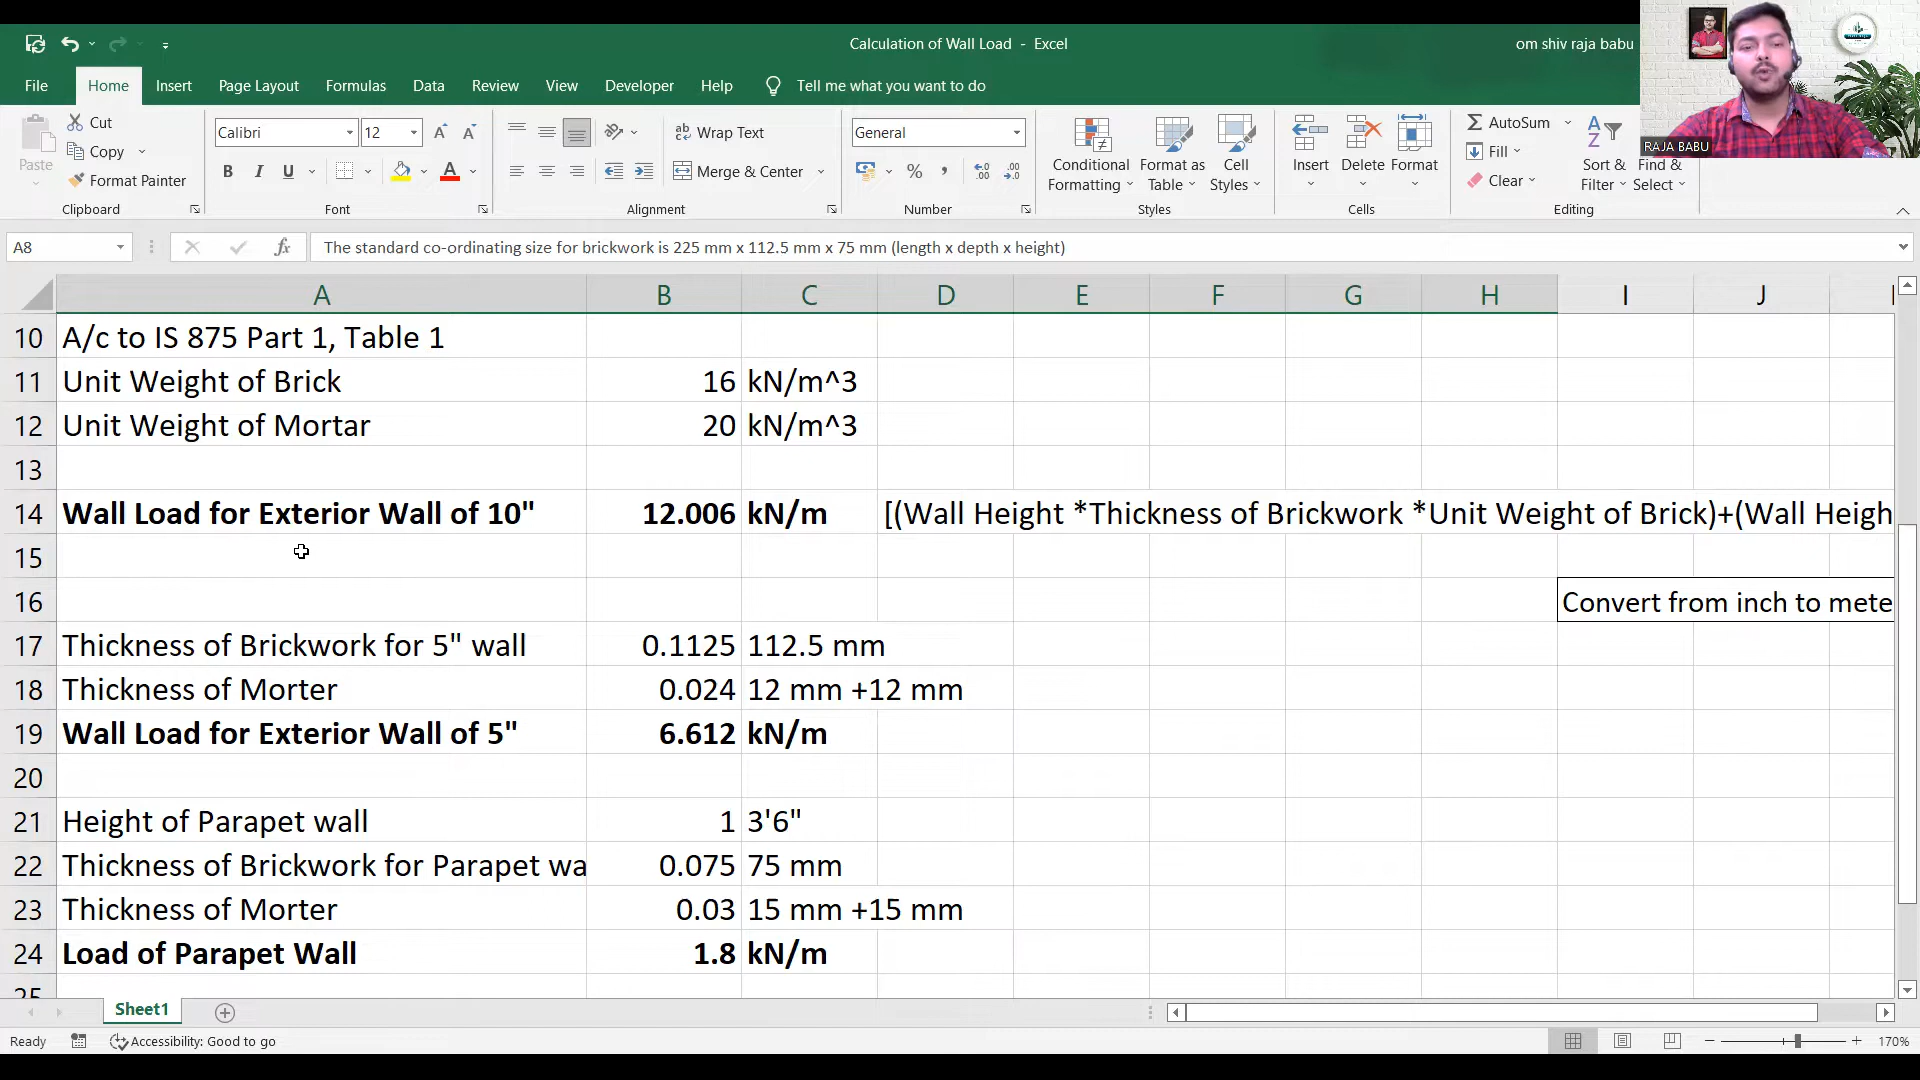 Calculation of Wall Load - Excel
om shiv raja babu
File Home Insert Page Layout Formulas Data Review View Developer Help Tell me what you want to do
Paste
Cut
Copy
Format Painter
Clipboard
Calibri 12
B I U
Font
Wrap Text
Merge & Center
Alignment
General
Number
Conditional Formatting
Format as Table
Cell Styles
Styles
Insert Delete Format
Cells
AutoSum
Fill
Clear
Sort & Filter
Find & Select
Editing
RAJA BABU
A8 fx The standard co-ordinating size for brickwork is 225 mm x 112.5 mm x 75 mm (length x depth x height)
A B C D E F G H I J
10 A/c to IS 875 Part 1, Table 1
11 Unit Weight of Brick 16 kN/m^3
12 Unit Weight of Mortar 20 kN/m^3
13
14 Wall Load for Exterior Wall of 10" 12.006 kN/m [(Wall Height *Thickness of Brickwork *Unit Weight of Brick)+(Wall Heigh
15
16 Convert from inch to mete
17 Thickness of Brickwork for 5" wall 0.1125 112.5 mm
18 Thickness of Morter 0.024 12 mm +12 mm
19 Wall Load for Exterior Wall of 5" 6.612 kN/m
20
21 Height of Parapet wall 1 3'6"
22 Thickness of Brickwork for Parapet wa 0.075 75 mm
23 Thickness of Morter 0.03 15 mm +15 mm
24 Load of Parapet Wall 1.8 kN/m
25
Sheet1
Ready Accessibility: Good to go 170%